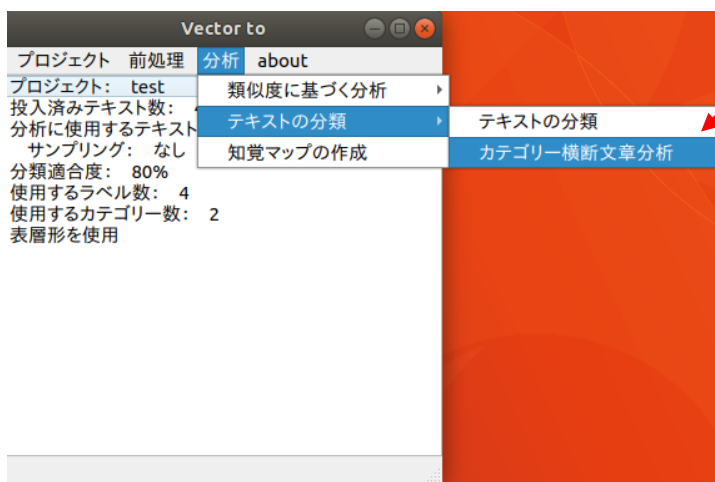 Vector to
プロジェクト 前処理 分析 about
プロジェクト: test
投入済みテキスト数:
分析に使用するテキスト
サンプリング: なし
分類適合度: 80%
使用するラベル数: 4
使用するカテゴリー数: 2
表層形を使用
類似度に基づく分析
テキストの分類
知覚マップの作成
テキストの分類
カテゴリー横断文章分析